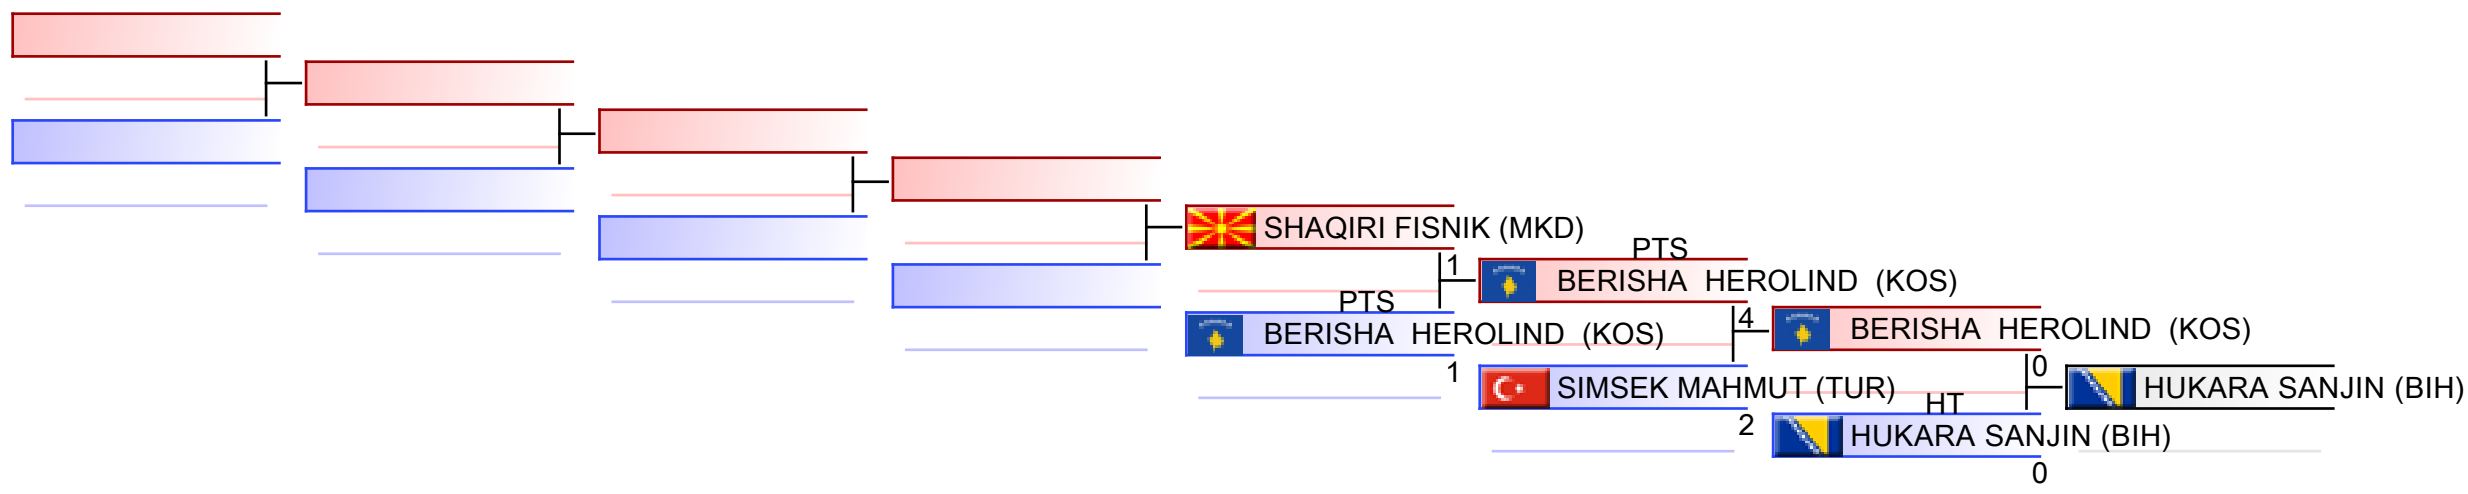 SHAQIRI FISNIK (MKD)
1
PTS
BERISHA  HEROLIND  (KOS)
1
PTS
BERISHA  HEROLIND  (KOS)
4
SIMSEK MAHMUT (TUR)
2
BERISHA  HEROLIND  (KOS)
0
HT
HUKARA SANJIN (BIH)
0
HUKARA SANJIN (BIH)